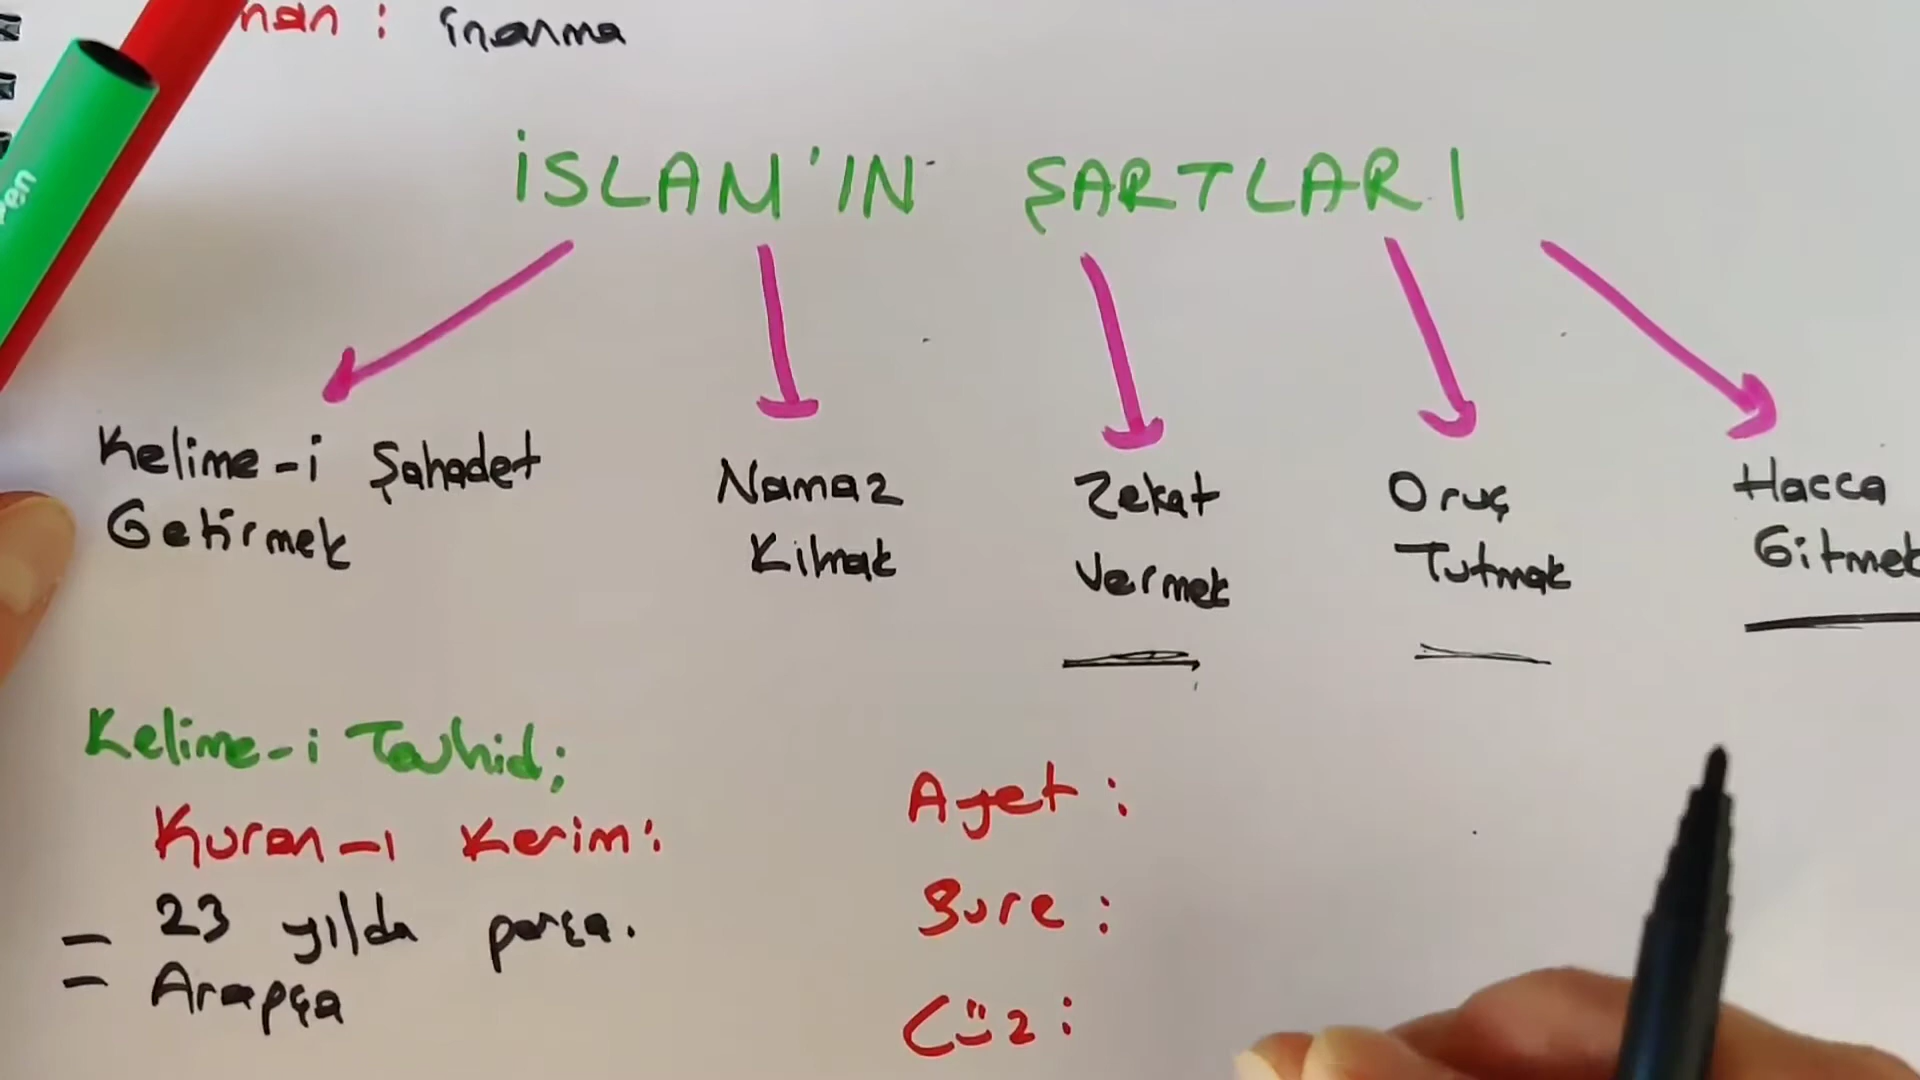 : inanma
İSLAM'IN ŞARTLARI
Kelime-i Şahadet
Getirmek
Namaz
Kılmak
Zekat
Vermek
Oruç
Tutmak
Hacca
Gitmek
Kelime-i Tevhid;
Kuran-ı Kerim:
- 23 yılda parça.
= Arapça
Ayet :
Sure :
Cüz :